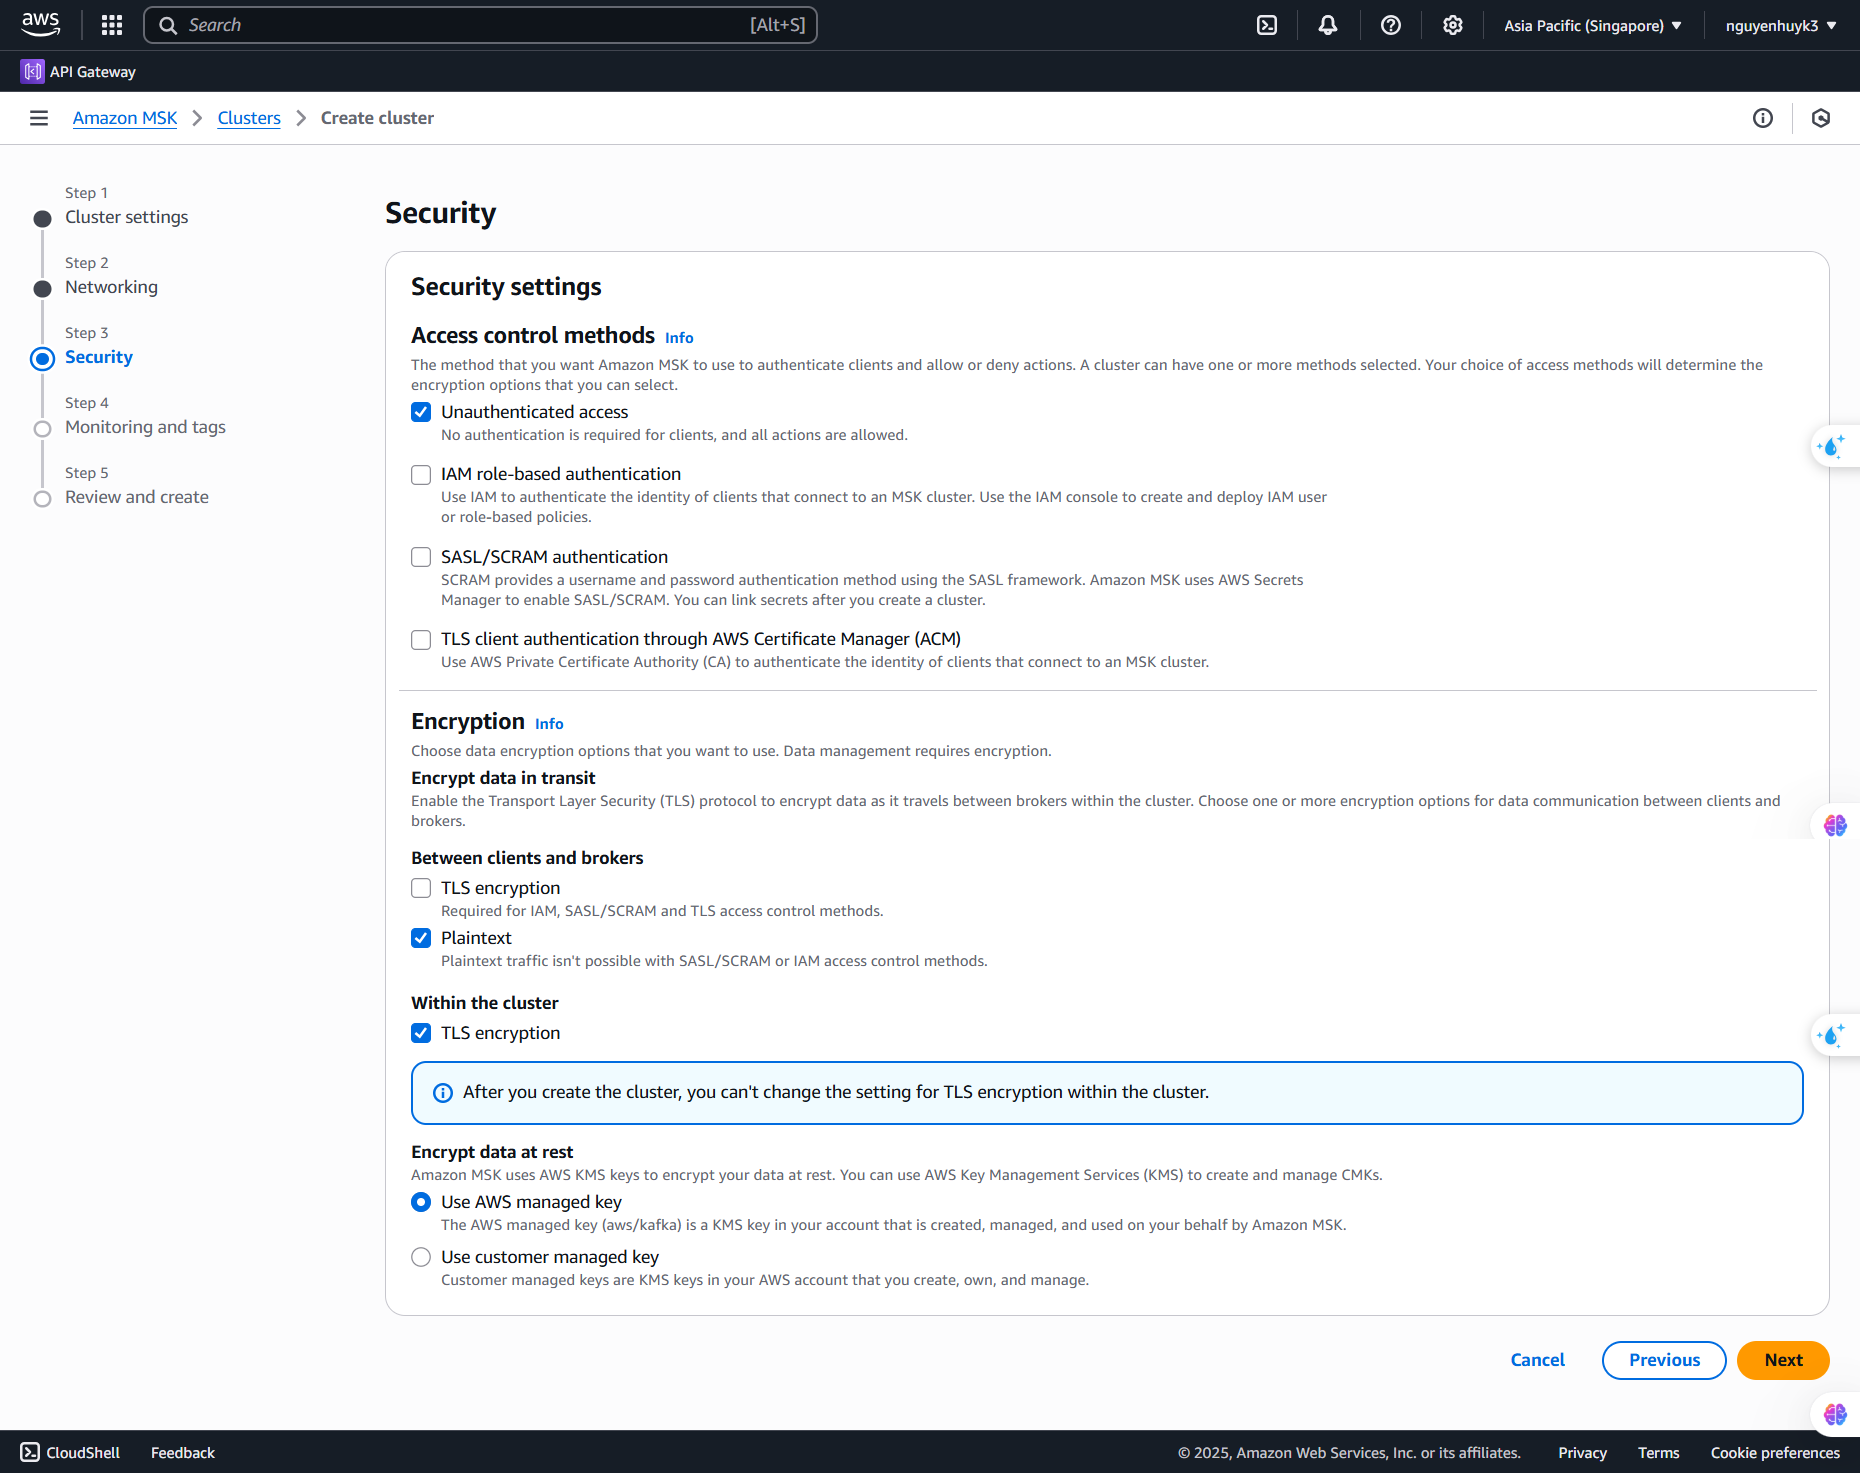 aws
Search
[Alt+S]
Asia Pacific (Singapore)
nguyenhuyk3
API Gateway
Amazon MSK
Clusters
Create cluster
Step 1
Cluster settings
Step 2
Networking
Step 3
Security
Step 4
Monitoring and tags
Step 5
Review and create
Security
Security settings
Access control methods Info
The method that you want Amazon MSK to use to authenticate clients and allow or deny actions. A cluster can have one or more methods selected. Your choice of access methods will determine the
encryption options that you can select.
Unauthenticated access
No authentication is required for clients, and all actions are allowed.
IAM role-based authentication
Use IAM to authenticate the identity of clients that connect to an MSK cluster. Use the IAM console to create and deploy IAM user
or role-based policies.
SASL/SCRAM authentication
SCRAM provides a username and password authentication method using the SASL framework. Amazon MSK uses AWS Secrets
Manager to enable SASL/SCRAM. You can link secrets after you create a cluster.
TLS client authentication through AWS Certificate Manager (ACM)
Use AWS Private Certificate Authority (CA) to authenticate the identity of clients that connect to an MSK cluster.
Encryption Info
Choose data encryption options that you want to use. Data management requires encryption.
Encrypt data in transit
Enable the Transport Layer Security (TLS) protocol to encrypt data as it travels between brokers within the cluster. Choose one or more encryption options for data communication between clients and
brokers.
Between clients and brokers
TLS encryption
Required for IAM, SASL/SCRAM and TLS access control methods.
Plaintext
Plaintext traffic isn't possible with SASL/SCRAM or IAM access control methods.
Within the cluster
TLS encryption
After you create the cluster, you can't change the setting for TLS encryption within the cluster.
Encrypt data at rest
Amazon MSK uses AWS KMS keys to encrypt your data at rest. You can use AWS Key Management Services (KMS) to create and manage CMKs.
Use AWS managed key
The AWS managed key (aws/kafka) is a KMS key in your account that is created, managed, and used on your behalf by Amazon MSK.
Use customer managed key
Customer managed keys are KMS keys in your AWS account that you create, own, and manage.
Cancel
Previous
Next
CloudShell
Feedback
© 2025, Amazon Web Services, Inc. or its affiliates.
Privacy
Terms
Cookie preferences